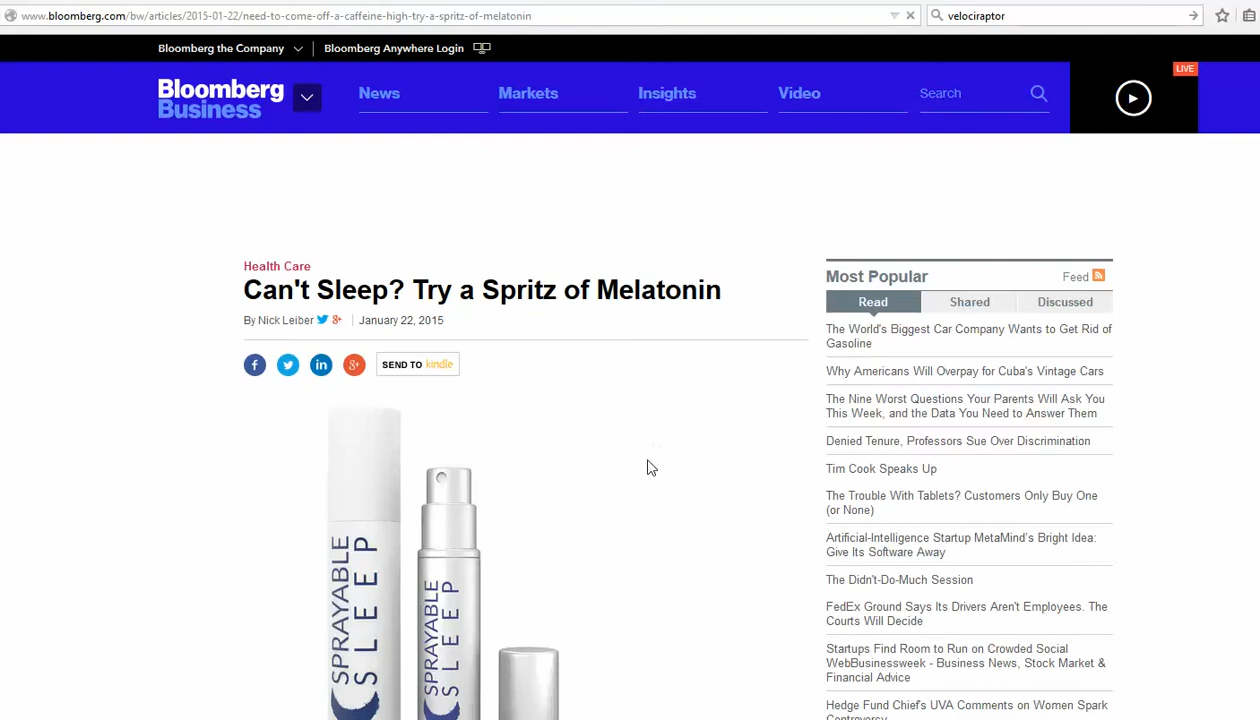 www.bloomberg.com/bw/articles/2015-01-22/need-to-come-off-a-caffeine-high-try-a-spritz-of-melatonin
velociraptor
Bloomberg the Company
Bloomberg Anywhere Login
LIVE
Bloomberg
Business
News
Markets
Insights
Video
Search
Health Care
Can't Sleep? Try a Spritz of Melatonin
By Nick Leiber
January 22, 2015
f
in
g+
SEND TO kindle
SPRAYABLE
SLEEP
SPRAYABLE
SLEEP
Most Popular
Feed
Read
Shared
Discussed
The World's Biggest Car Company Wants to Get Rid of
Gasoline
Why Americans Will Overpay for Cuba's Vintage Cars
The Nine Worst Questions Your Parents Will Ask You
This Week, and the Data You Need to Answer Them
Denied Tenure, Professors Sue Over Discrimination
Tim Cook Speaks Up
The Trouble With Tablets? Customers Only Buy One
(or None)
Artificial-Intelligence Startup MetaMind's Bright Idea:
Give Its Software Away
The Didn't-Do-Much Session
FedEx Ground Says Its Drivers Aren't Employees. The
Courts Will Decide
Startups Find Room to Run on Crowded Social
WebBusinessweek - Business News, Stock Market &
Financial Advice
Hedge Fund Chief's UVA Comments on Women Spark
Controversy